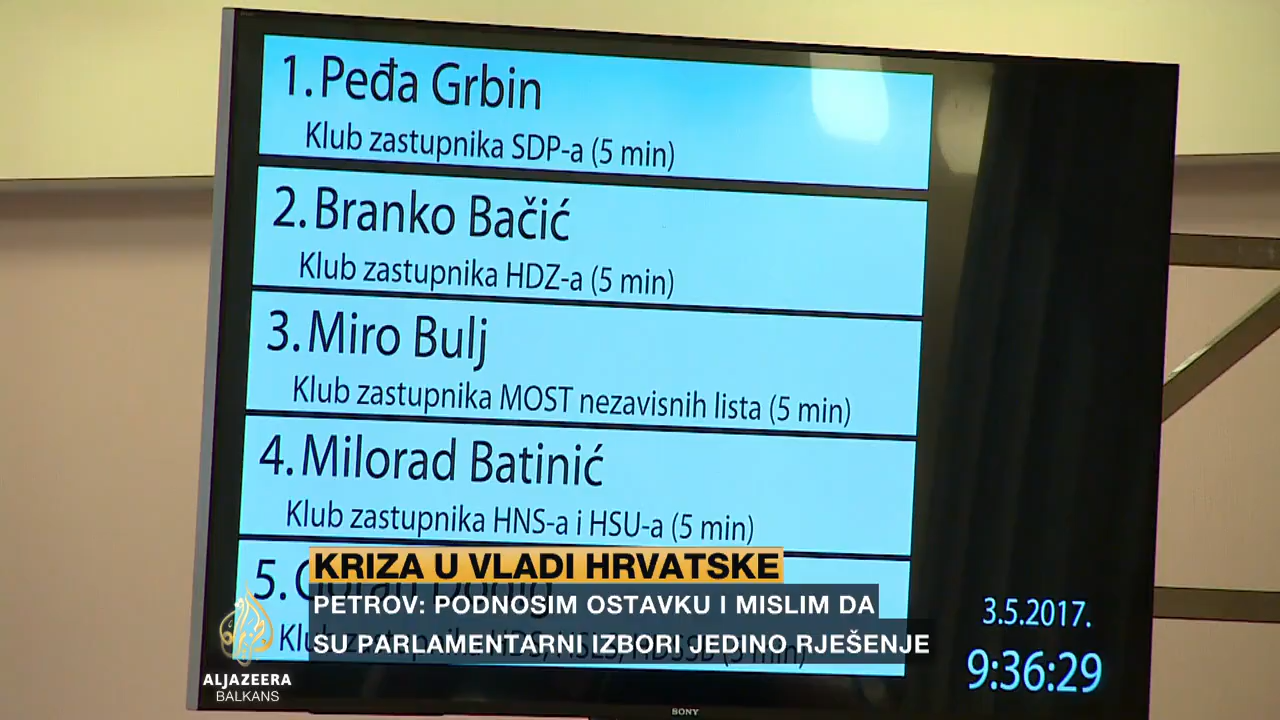 1. Peđa Grbin
Klub zastupnika SDP-a (5 min)
2. Branko Bačić
Klub zastupnika HDZ-a (5 min)
3. Miro Bulj
Klub zastupnika MOST nezavisnih lista (5 min)
4. Milorad Batinić
Klub zastupnika HNS-a i HSU-a (5 min)
5.
KRIZA U VLADI HRVATSKE
PETROV: PODNOSIM OSTAVKU I MISLIM DA
SU PARLAMENTARNI IZBORI JEDINO RJEŠENJE
3.5.2017.
9:36:29
ALJAZEERA
BALKANS
SONY